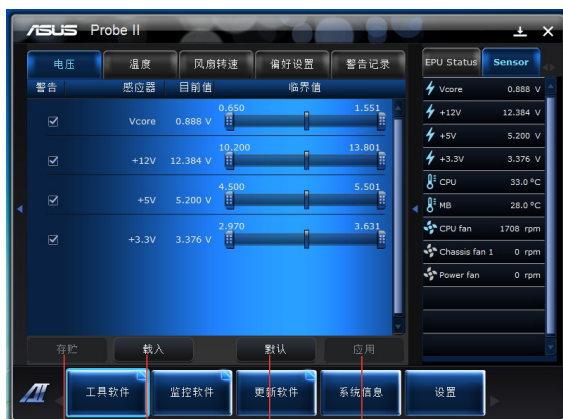 ASUS Probe II
电压 温度 风扇转速 偏好设置 警告记录
EPU Status Sensor
警告 感应器 目前值 临界值
0.650 1.551
Vcore 0.888 V
10.200 13.801
+12V 12.384 V
4.500 5.501
+5V 5.200 V
2.970 3.631
+3.3V 3.376 V
Vcore 0.888 V
+12V 12.384 V
+5V 5.200 V
+3.3V 3.376 V
CPU 33.0 ºC
MB 28.0 ºC
CPU fan 1708 rpm
Chassis fan 1 0 rpm
Power fan 0 rpm
存贮 载入 默认 应用
工具软件 监控软件 更新软件 系统信息 设置